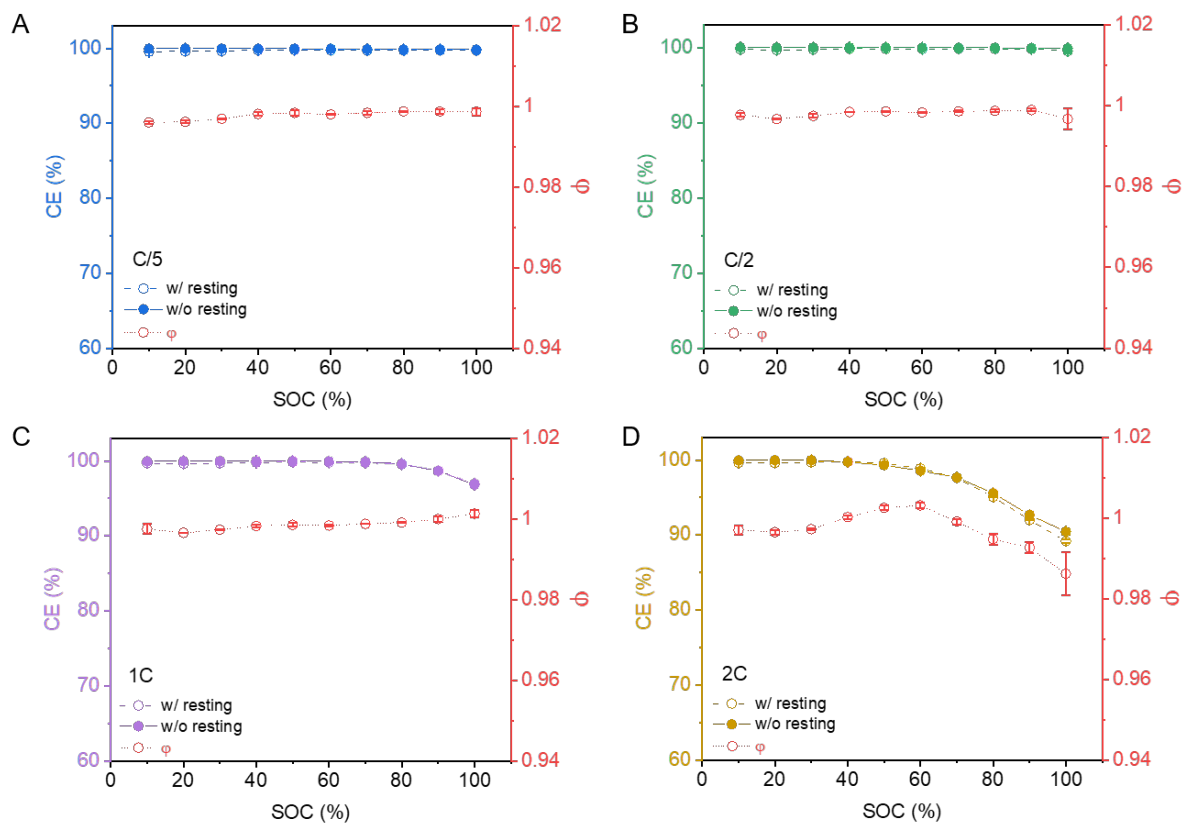 A
CE (%)
100
90
80
70
60
1.02
1
0.98
0.96
0.94
φ
C/5
w/ resting
w/o resting
φ
0 20 40 60 80 100
SOC (%)
B
CE (%)
100
90
80
70
60
1.02
1
0.98
0.96
0.94
φ
C/2
w/ resting
w/o resting
φ
0 20 40 60 80 100
SOC (%)
C
CE (%)
100
90
80
70
60
1.02
1
0.98
0.96
0.94
φ
1C
w/ resting
w/o resting
φ
0 20 40 60 80 100
SOC (%)
D
CE (%)
100
90
80
70
60
1.02
1
0.98
0.96
0.94
φ
2C
w/ resting
w/o resting
φ
0 20 40 60 80 100
SOC (%)